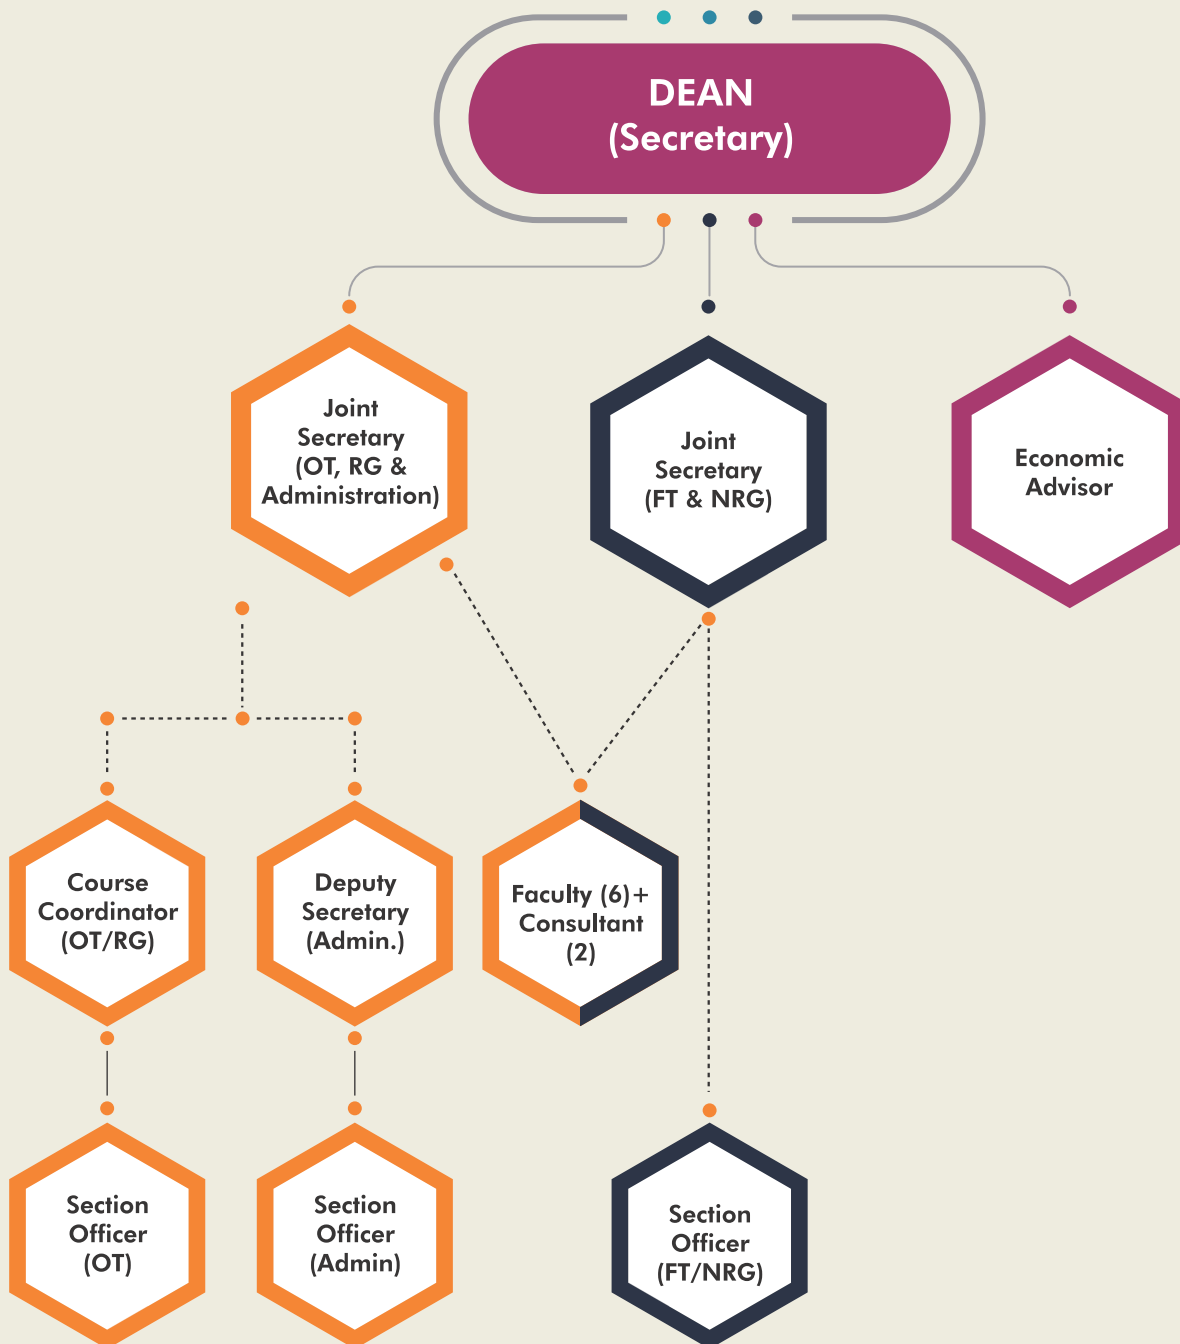 DEAN
(Secretary)
Joint
Secretary
(OT, RG &
Administration)
Joint
Secretary
(FT & NRG)
Economic
Advisor
Course
Coordinator
(OT/RG)
Deputy
Secretary
(Admin.)
Faculty (6)+
Consultant
(2)
Section
Officer
(OT)
Section
Officer
(Admin)
Section
Officer
(FT/NRG)